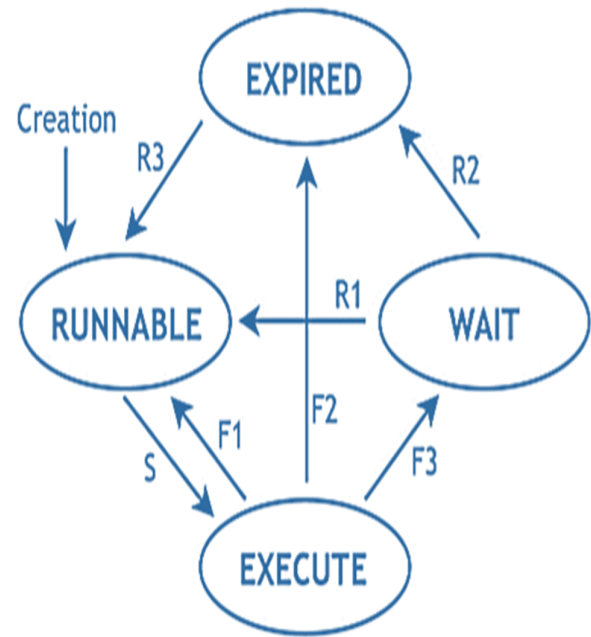 EXPIRED
Creation
R3
R2
RUNNABLE
R1
WAIT
F2
F1
F3
S
EXECUTE